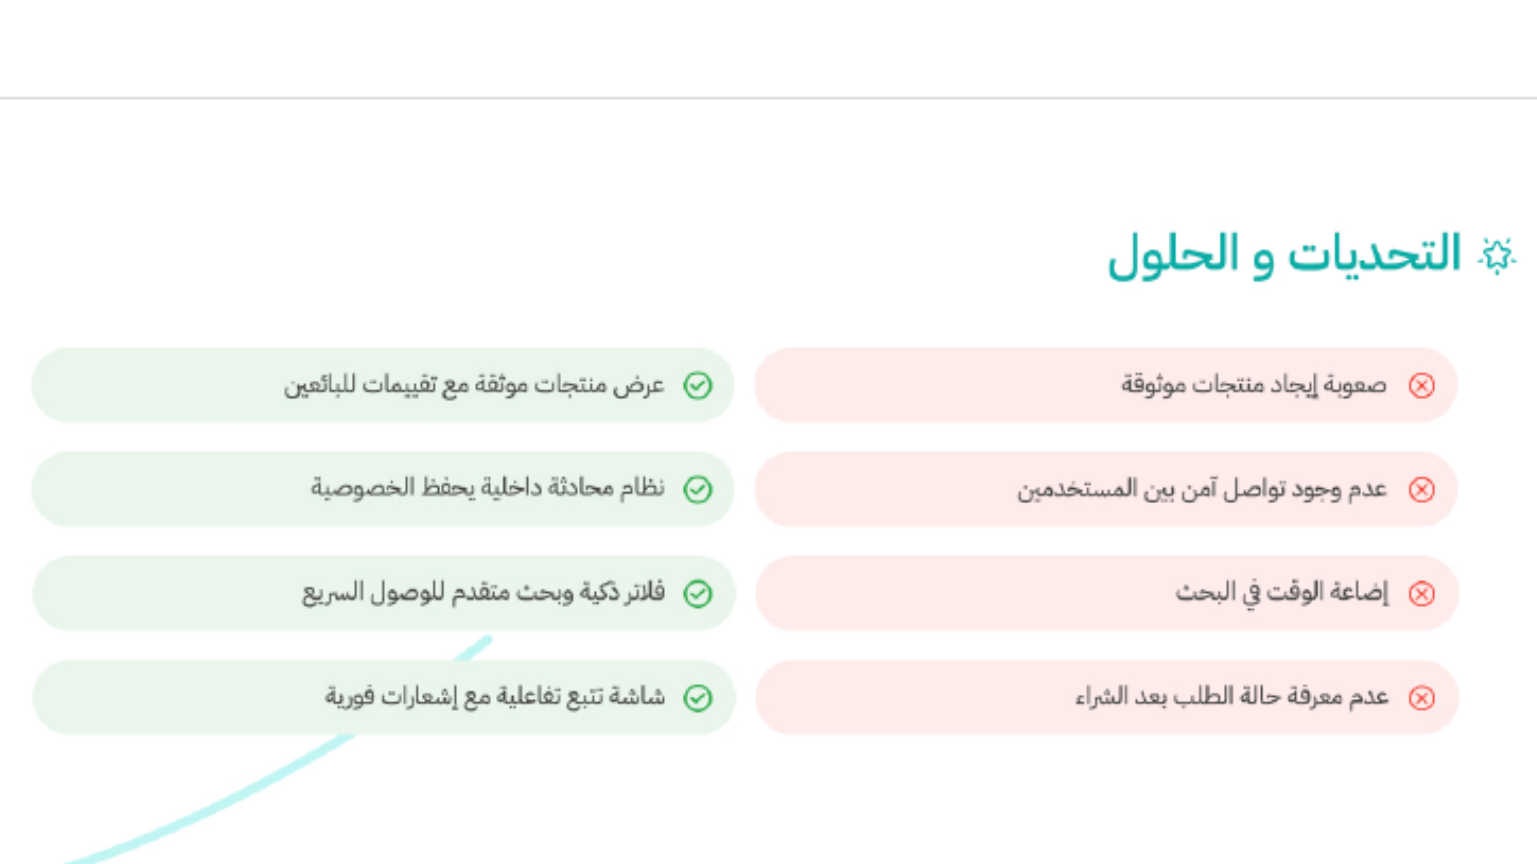 التحديات و الحلول
صعوبة إيجاد منتجات موثوقة
عرض منتجات موثقة مع تقييمات للبائعين
عدم وجود تواصل آمن بين المستخدمين
نظام محادثة داخلية يحفظ الخصوصية
إضاعة الوقت في البحث
فلاتر ذكية وبحث متقدم للوصول السريع
عدم معرفة حالة الطلب بعد الشراء
شاشة تتبع تفاعلية مع إشعارات فورية